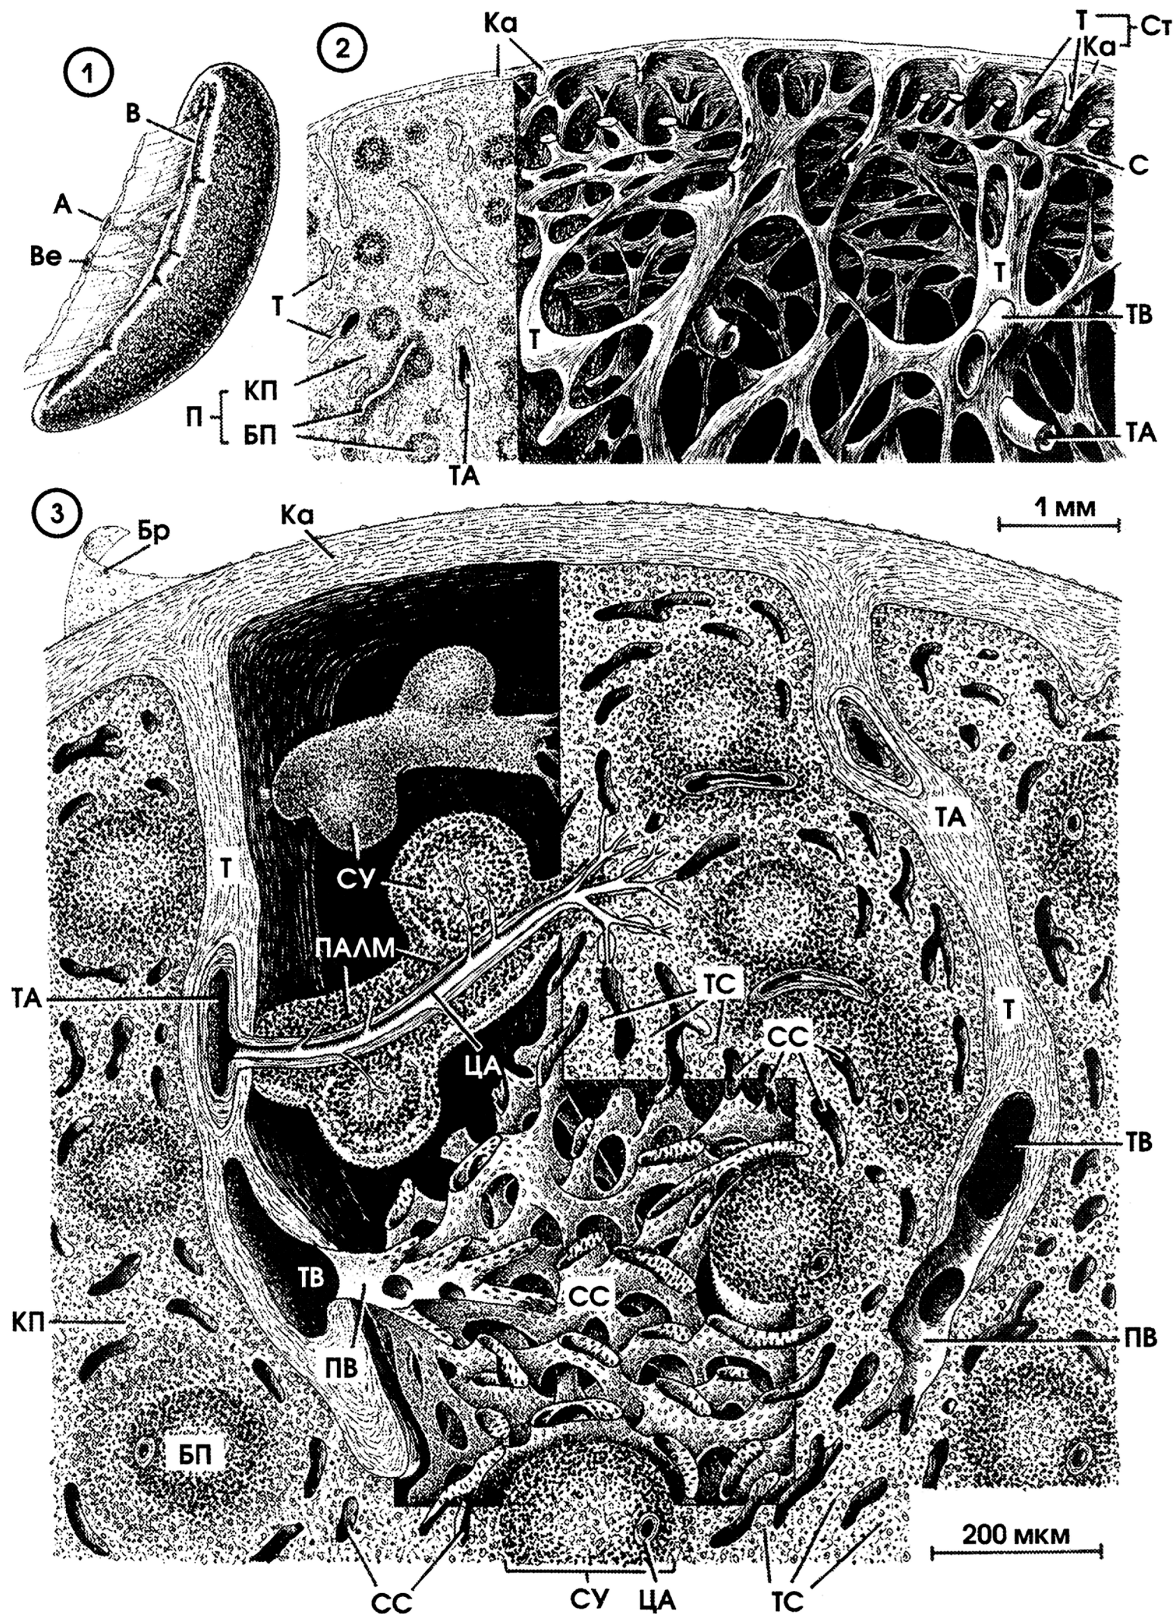 1
В
А
Ве
2
Ка
Т
Ст
Ка
С
Т
Т
Т
ТВ
КП
П
БП
ТА
ТА
3
Бр
Ка
1 мм
ТА
Т
СУ
ПАЛМ
ТА
ТС
Т
СС
ЦА
ТВ
ТВ
СС
КП
ПВ
ПВ
БП
200 мкм
СС
СУ
ЦА
ТС